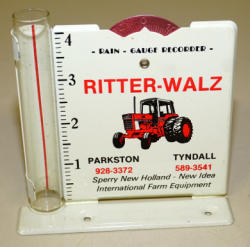 - RAIN - GAUGE RECORDER -
RITTER-WALZ
4
3
2
1
PARKSTON TYNDALL
928-3372 589-3541
Sperry New Holland - New Idea
International Farm Equipment